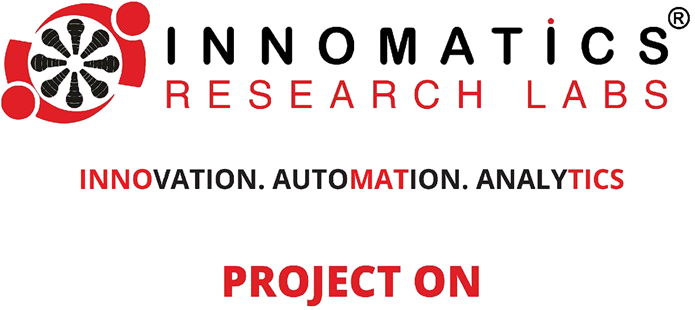 INNOMATiCS®
RESEARCH LABS
INNOVATION. AUTOMATION. ANALYTICS
PROJECT ON